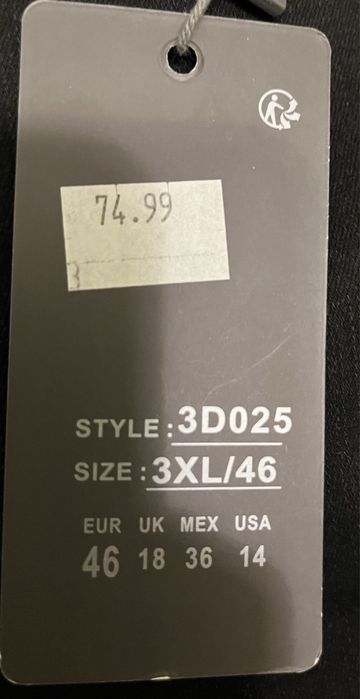 74.99
3
STYLE: 3D025
SIZE: 3XL/46
EUR UK MEX USA
46 18 36 14